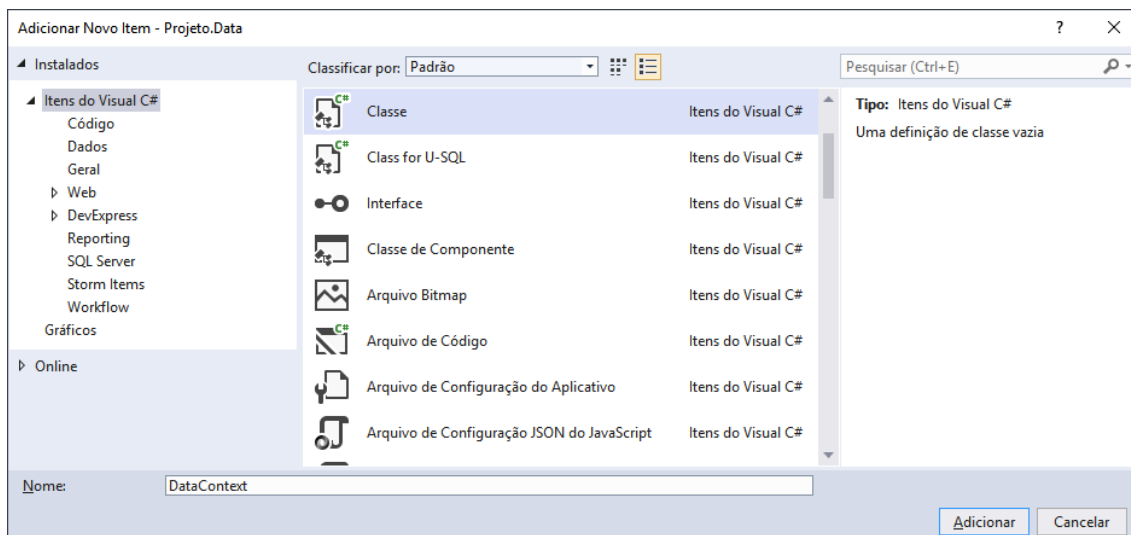 Adicionar Novo Item - Projeto.Data
?
Instalados
Itens do Visual C#
Código
Dados
Geral
Web
DevExpress
Reporting
SQL Server
Storm Items
Workflow
Gráficos
Online
Classificar por: Padrão
C# Classe Itens do Visual C#
C# Class for U-SQL Itens do Visual C#
Interface Itens do Visual C#
Classe de Componente Itens do Visual C#
Arquivo Bitmap Itens do Visual C#
C# Arquivo de Código Itens do Visual C#
Arquivo de Configuração do Aplicativo Itens do Visual C#
Arquivo de Configuração JSON do JavaScript Itens do Visual C#
Pesquisar (Ctrl+E)
Tipo: Itens do Visual C#
Uma definição de classe vazia
Nome: DataContext
Adicionar Cancelar